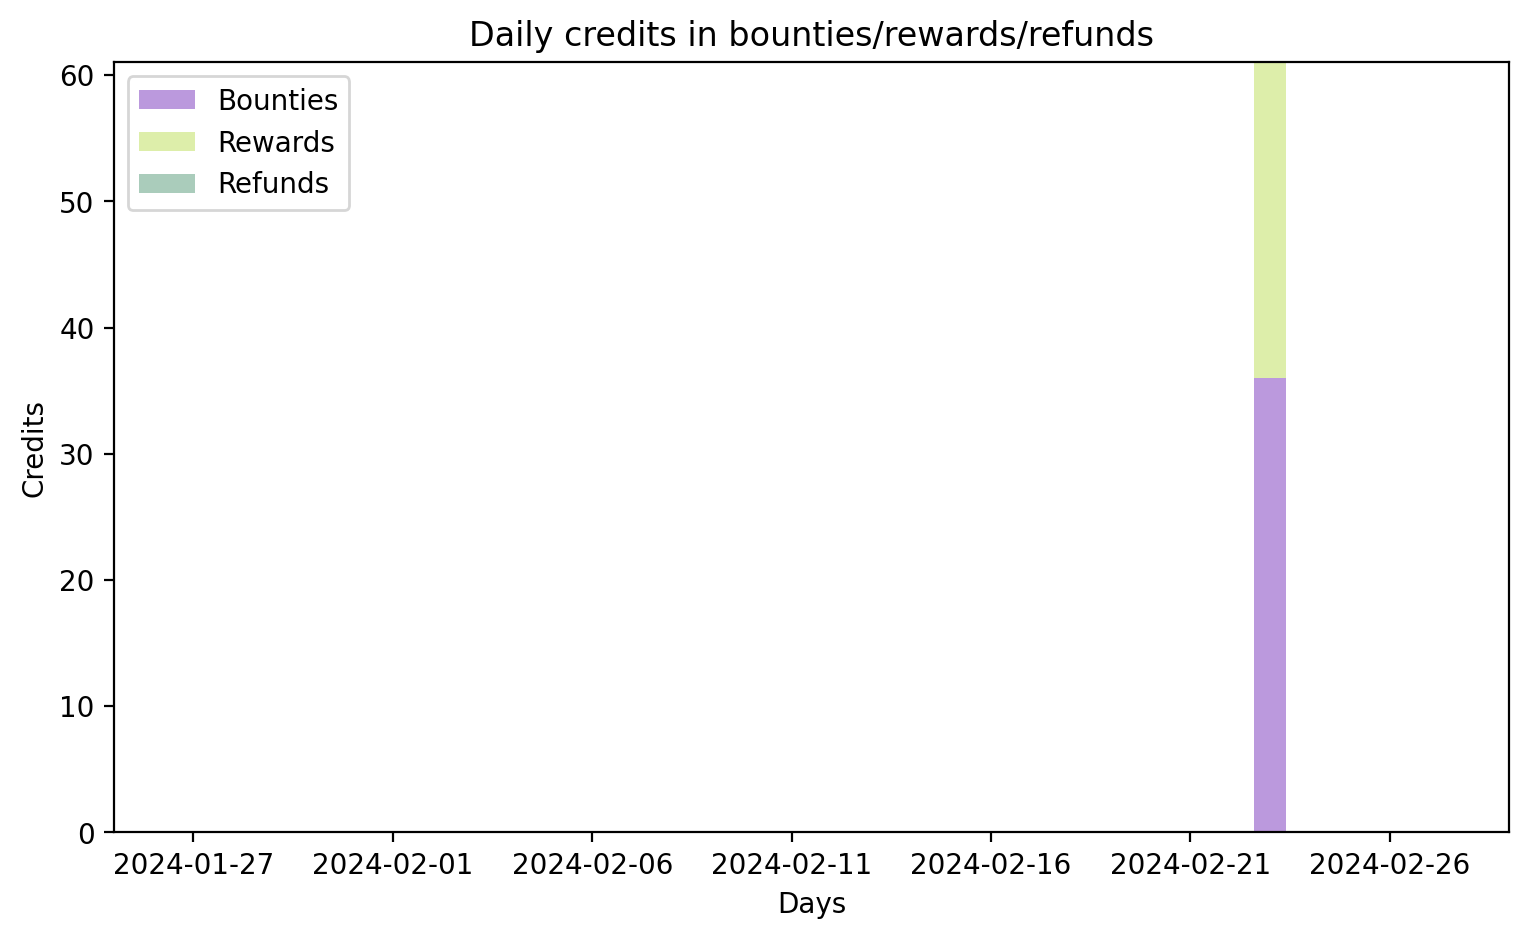 Daily credits in bounties/rewards/refunds
Bounties
Rewards
Refunds
60
50
40
30
20
10
0
Credits
2024-01-27 2024-02-01 2024-02-06 2024-02-11 2024-02-16 2024-02-21 2024-02-26
Days